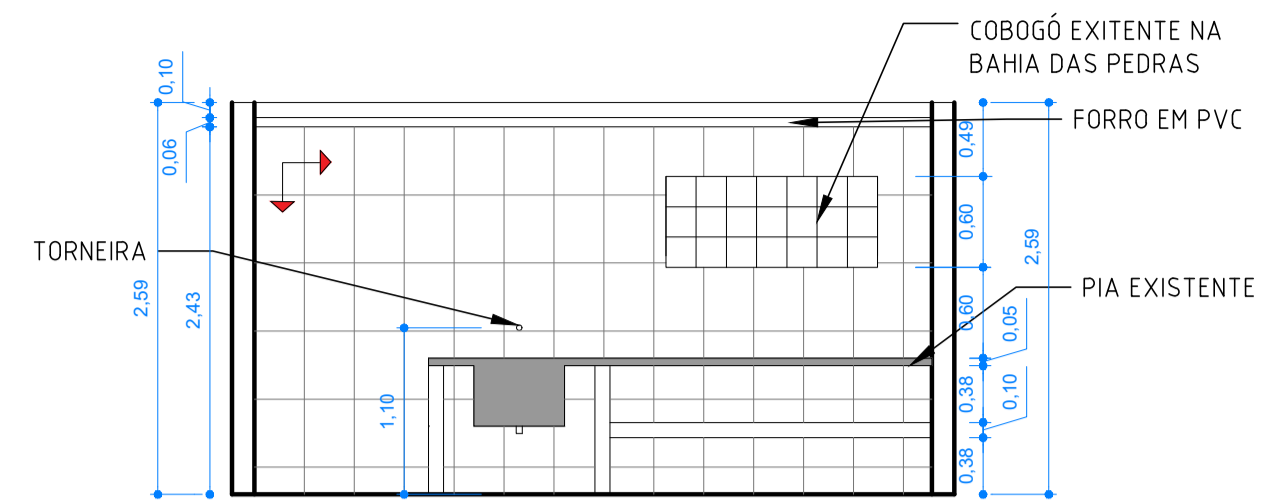 COBOGÓ EXITENTE NA
BAHIA DAS PEDRAS
FORRO EM PVC
TORNEIRA
PIA EXISTENTE
0,10
0,06
2,59
2,43
1,10
0,49
0,60
2,59
0,60
0,05
0,38
0,10
0,38